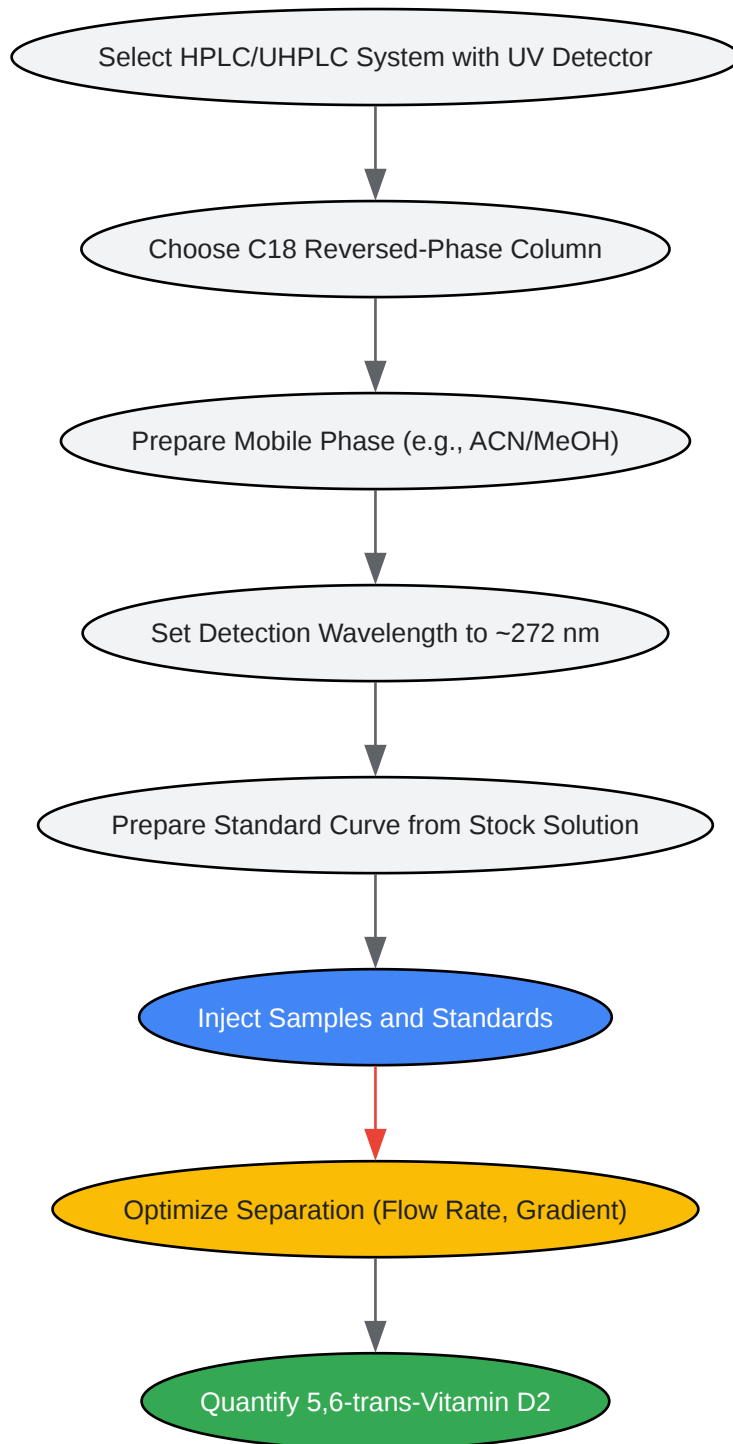 Select HPLC/UHPLC System with UV Detector
Choose C18 Reversed-Phase Column
Prepare Mobile Phase (e.g., ACN/MeOH)
Set Detection Wavelength to ~272 nm
Prepare Standard Curve from Stock Solution
Inject Samples and Standards
Optimize Separation (Flow Rate, Gradient)
Quantify 5,6-trans-Vitamin D2